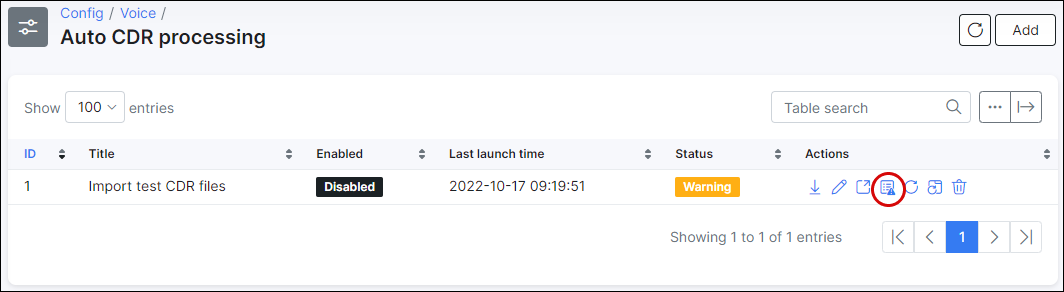 Config / Voice /
Auto CDR processing
Add
Show 100 entries
Table search
ID Title Enabled Last launch time Status Actions
1 Import test CDR files Disabled 2022-10-17 09:19:51 Warning
Showing 1 to 1 of 1 entries
1